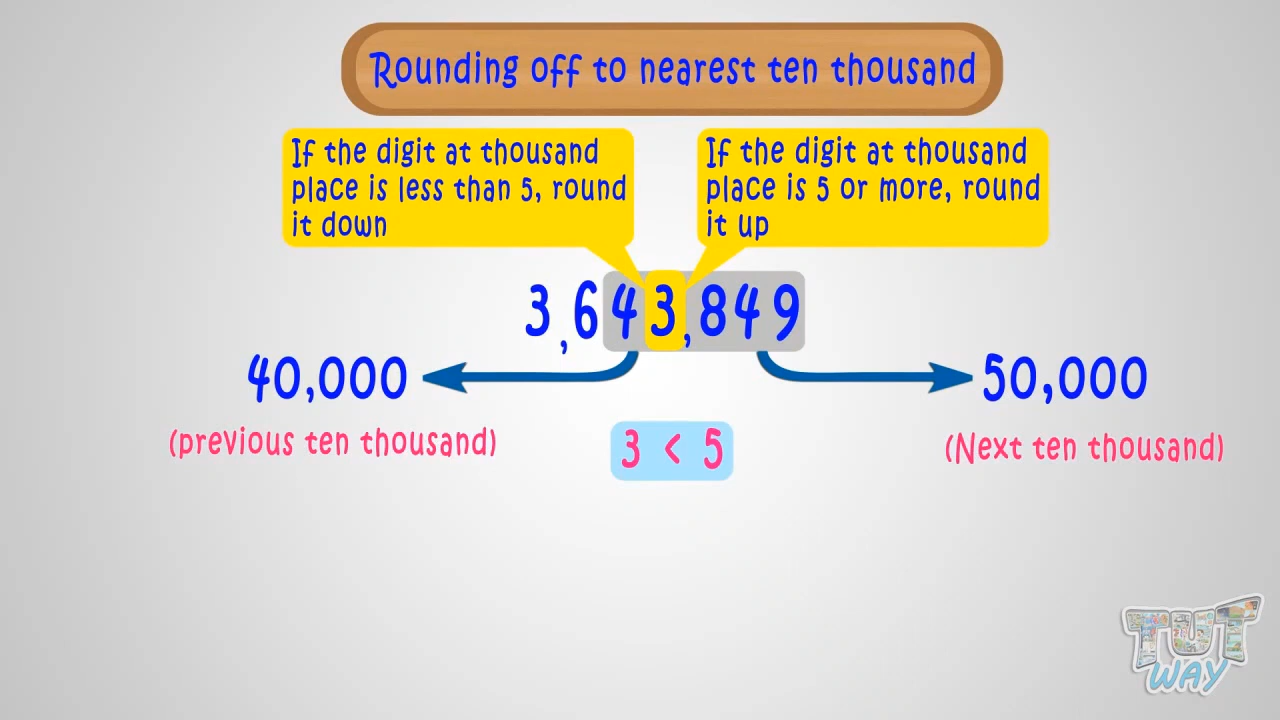 Rounding off to nearest ten thousand
If the digit at thousand
place is less than 5, round
it down
If the digit at thousand
place is 5 or more, round
it up
3,643,849
40,000
50,000
(previous ten thousand)
3 < 5
(Next ten thousand)
TUT
WAY